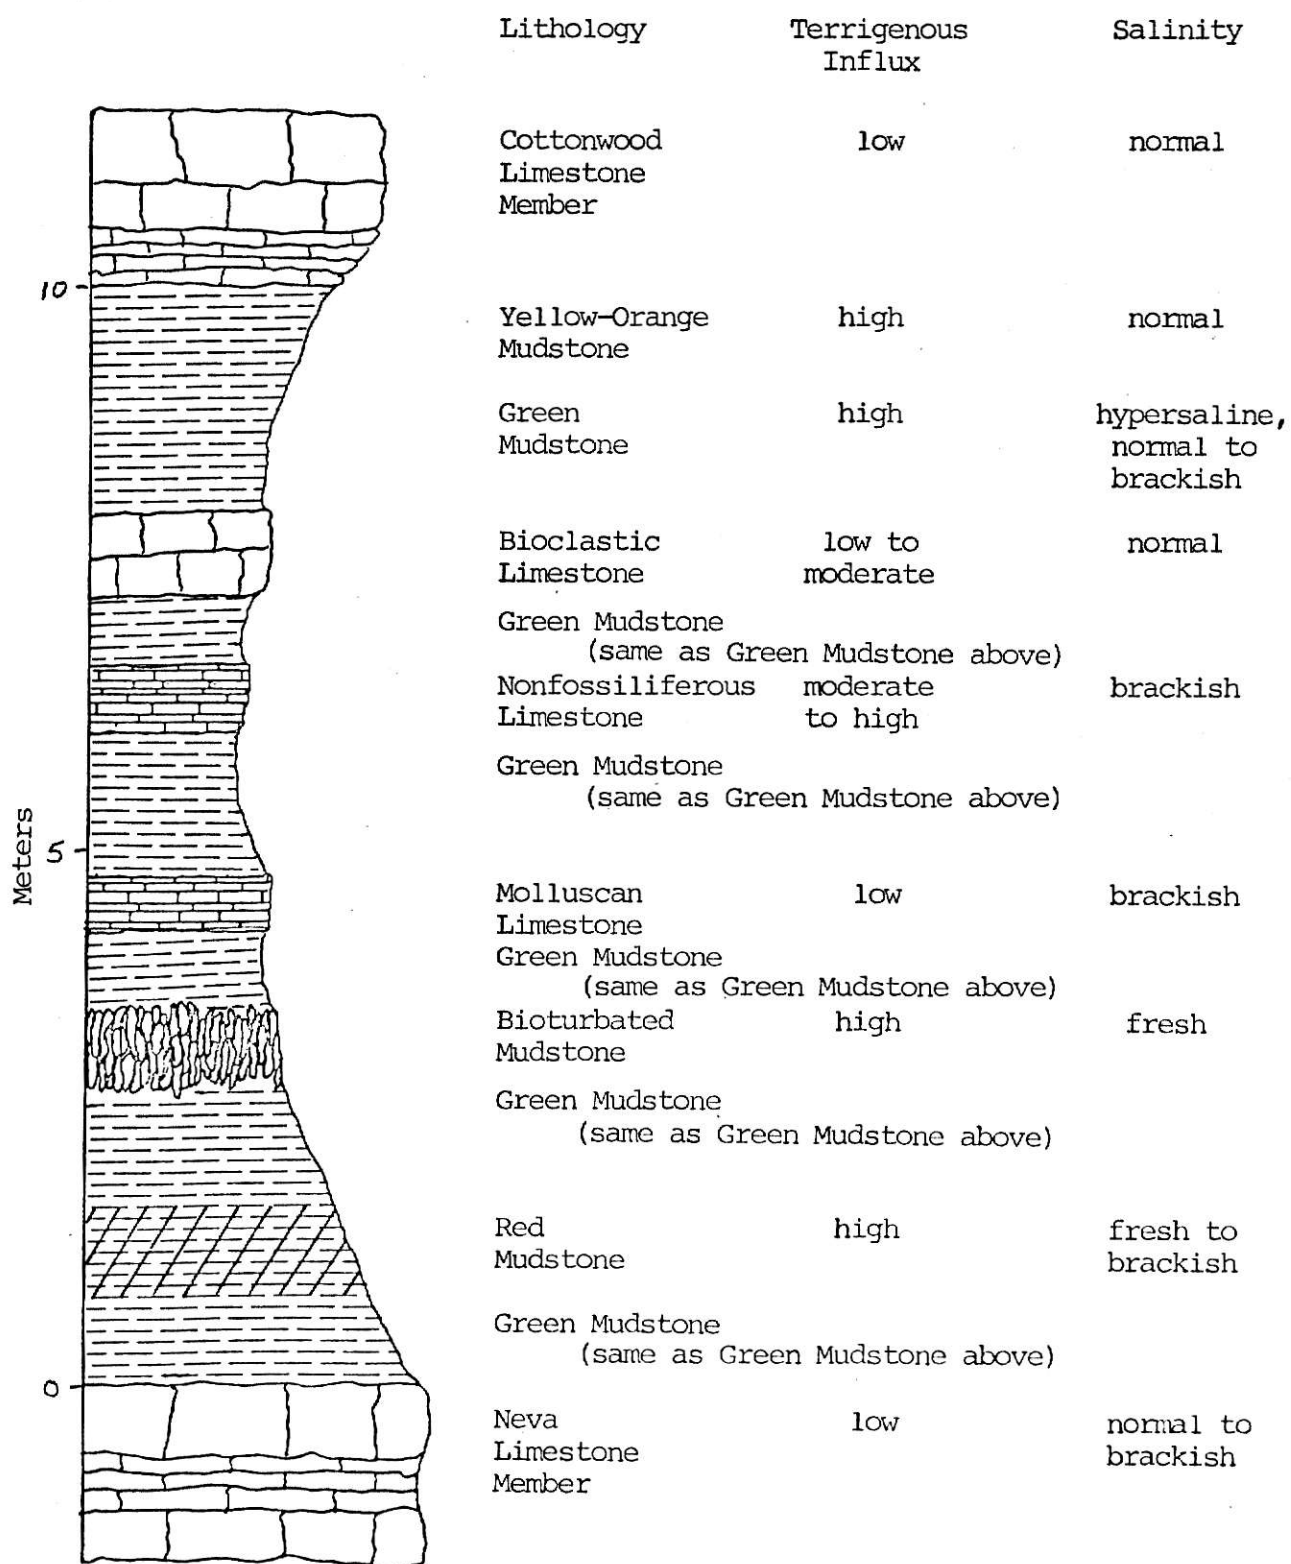 Lithology Terrigenous Salinity
Influx
Cottonwood low normal
Limestone
Member
10
Yellow-Orange high normal
Mudstone
Green high hypersaline,
Mudstone normal to
brackish
Bioclastic low to normal
Limestone moderate
Green Mudstone
(same as Green Mudstone above)
Nonfossiliferous moderate brackish
Limestone to high
Green Mudstone
(same as Green Mudstone above)
Meters
5
Molluscan low brackish
Limestone
Green Mudstone
(same as Green Mudstone above)
Bioturbated high fresh
Mudstone
Green Mudstone
(same as Green Mudstone above)
Red high fresh to
Mudstone brackish
Green Mudstone
(same as Green Mudstone above)
0
Neva low normal to
Limestone brackish
Member